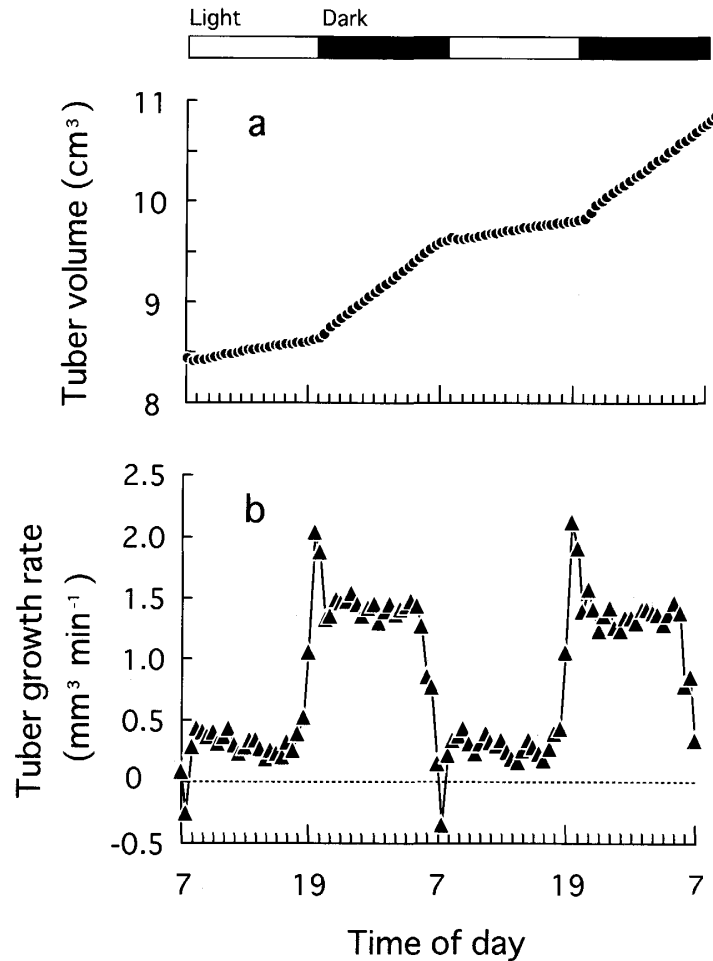 Light Dark
a
Tuber volume (cm³)
11
10
9
8
b
Tuber growth rate
(mm³ min⁻¹)
2.5
2.0
1.5
1.0
0.5
0
-0.5
7 19 7 19 7
Time of day